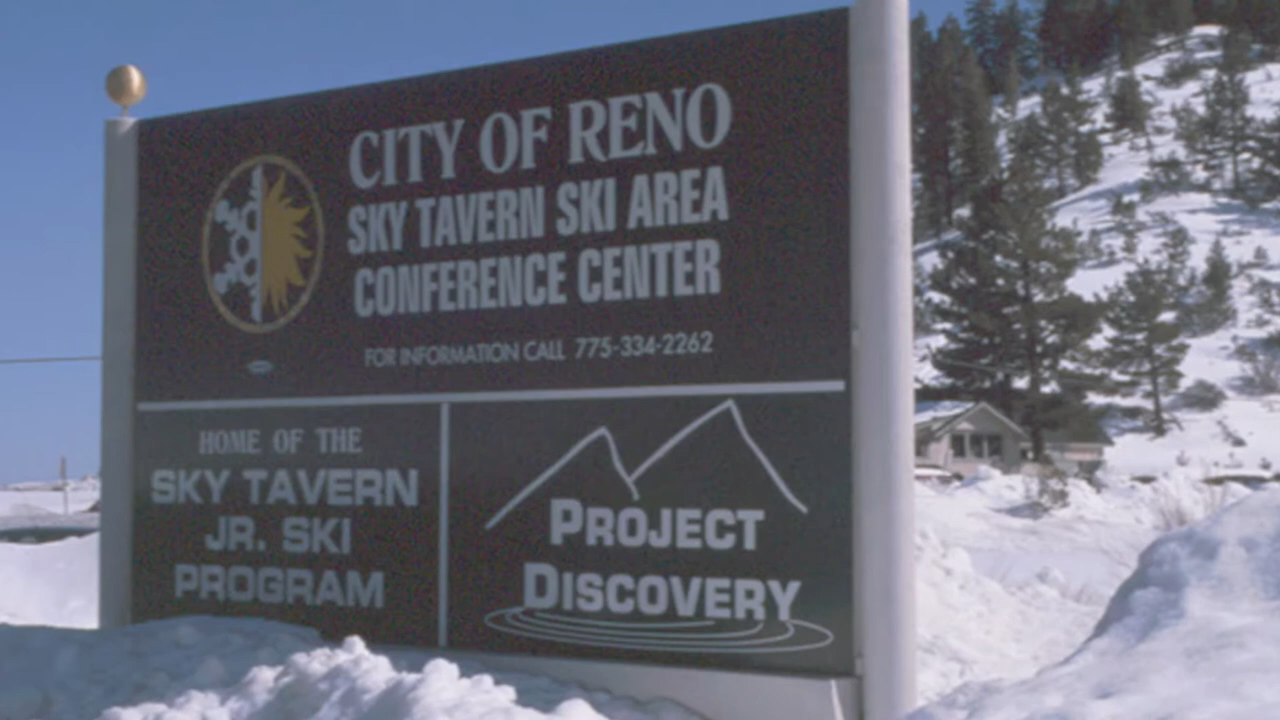 CITY OF RENO
SKY TAVERN SKI AREA
CONFERENCE CENTER
FOR INFORMATION CALL 775-334-2262
HOME OF THE
SKY TAVERN
JR. SKI
PROGRAM
PROJECT
DISCOVERY